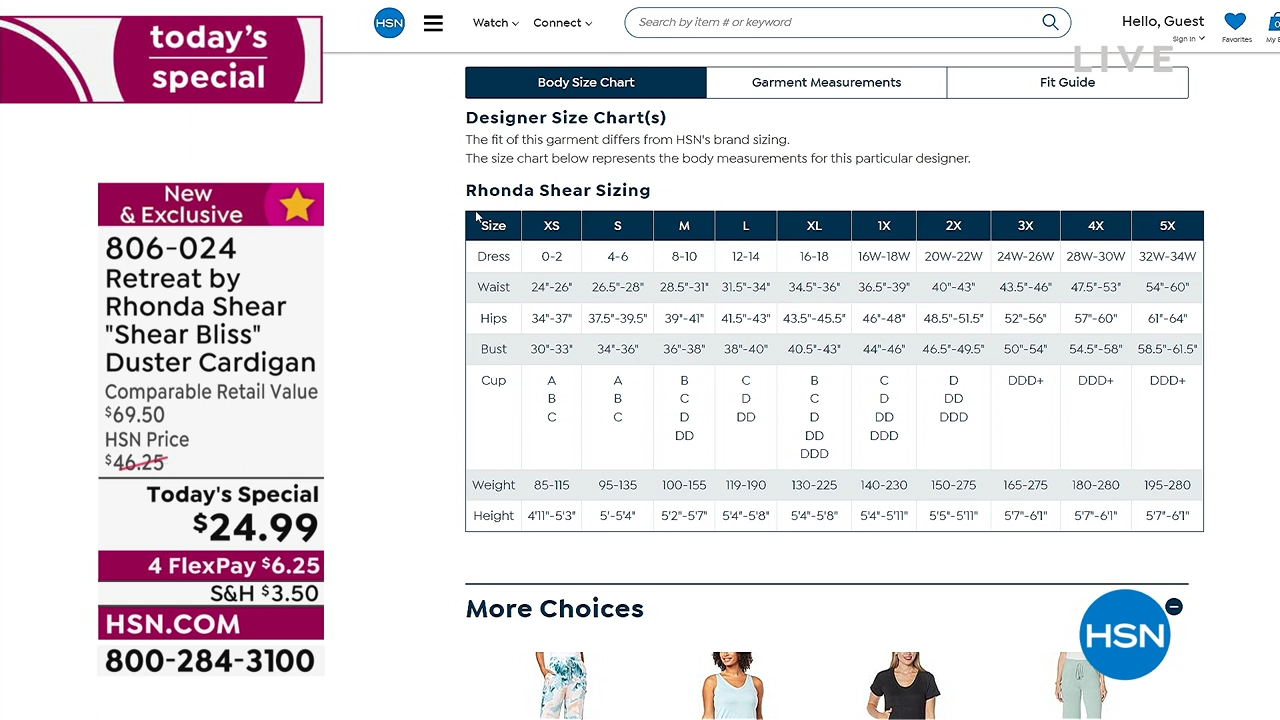 today's
special
New
& Exclusive
806-024
Retreat by
Rhonda Shear
"Shear Bliss"
Duster Cardigan
Comparable Retail Value
$69.50
HSN Price
$46.25
Today's Special
$24.99
4 FlexPay $6.25
S&H $3.50
HSN.COM
800-284-3100
HSN Watch Connect Search by item # or keyword Hello, Guest
Sign In Favorites
LIVE
Body Size Chart Garment Measurements Fit Guide
Designer Size Chart(s)
The fit of this garment differs from HSN's brand sizing.
The size chart below represents the body measurements for this particular designer.
Rhonda Shear Sizing
Size XS S M L XL 1X 2X 3X 4X 5X
Dress 0-2 4-6 8-10 12-14 16-18 16W-18W 20W-22W 24W-26W 28W-30W 32W-34W
Waist 24"-26" 26.5"-28" 28.5"-31" 31.5"-34" 34.5"-36" 36.5"-39" 40"-43" 43.5"-46" 47.5"-53" 54"-60"
Hips 34"-37" 37.5"-39.5" 39"-41" 41.5"-43" 43.5"-45.5" 46"-48" 48.5"-51.5" 52"-56" 57"-60" 61"-64"
Bust 30"-33" 34"-36" 36"-38" 38"-40" 40.5"-43" 44"-46" 46.5"-49.5" 50"-54" 54.5"-58" 58.5"-61.5"
Cup A A B C B C D DDD+ DDD+ DDD+
B B C D C D DD
C C D DD D DD DDD
DD DD DDD
DDD
Weight 85-115 95-135 100-155 119-190 130-225 140-230 150-275 165-275 180-280 195-280
Height 4'11"-5'3" 5'-5'4" 5'2"-5'7" 5'4"-5'8" 5'4"-5'8" 5'4"-5'11" 5'5"-5'11" 5'7"-6'1" 5'7"-6'1" 5'7"-6'1"
More Choices
HSN